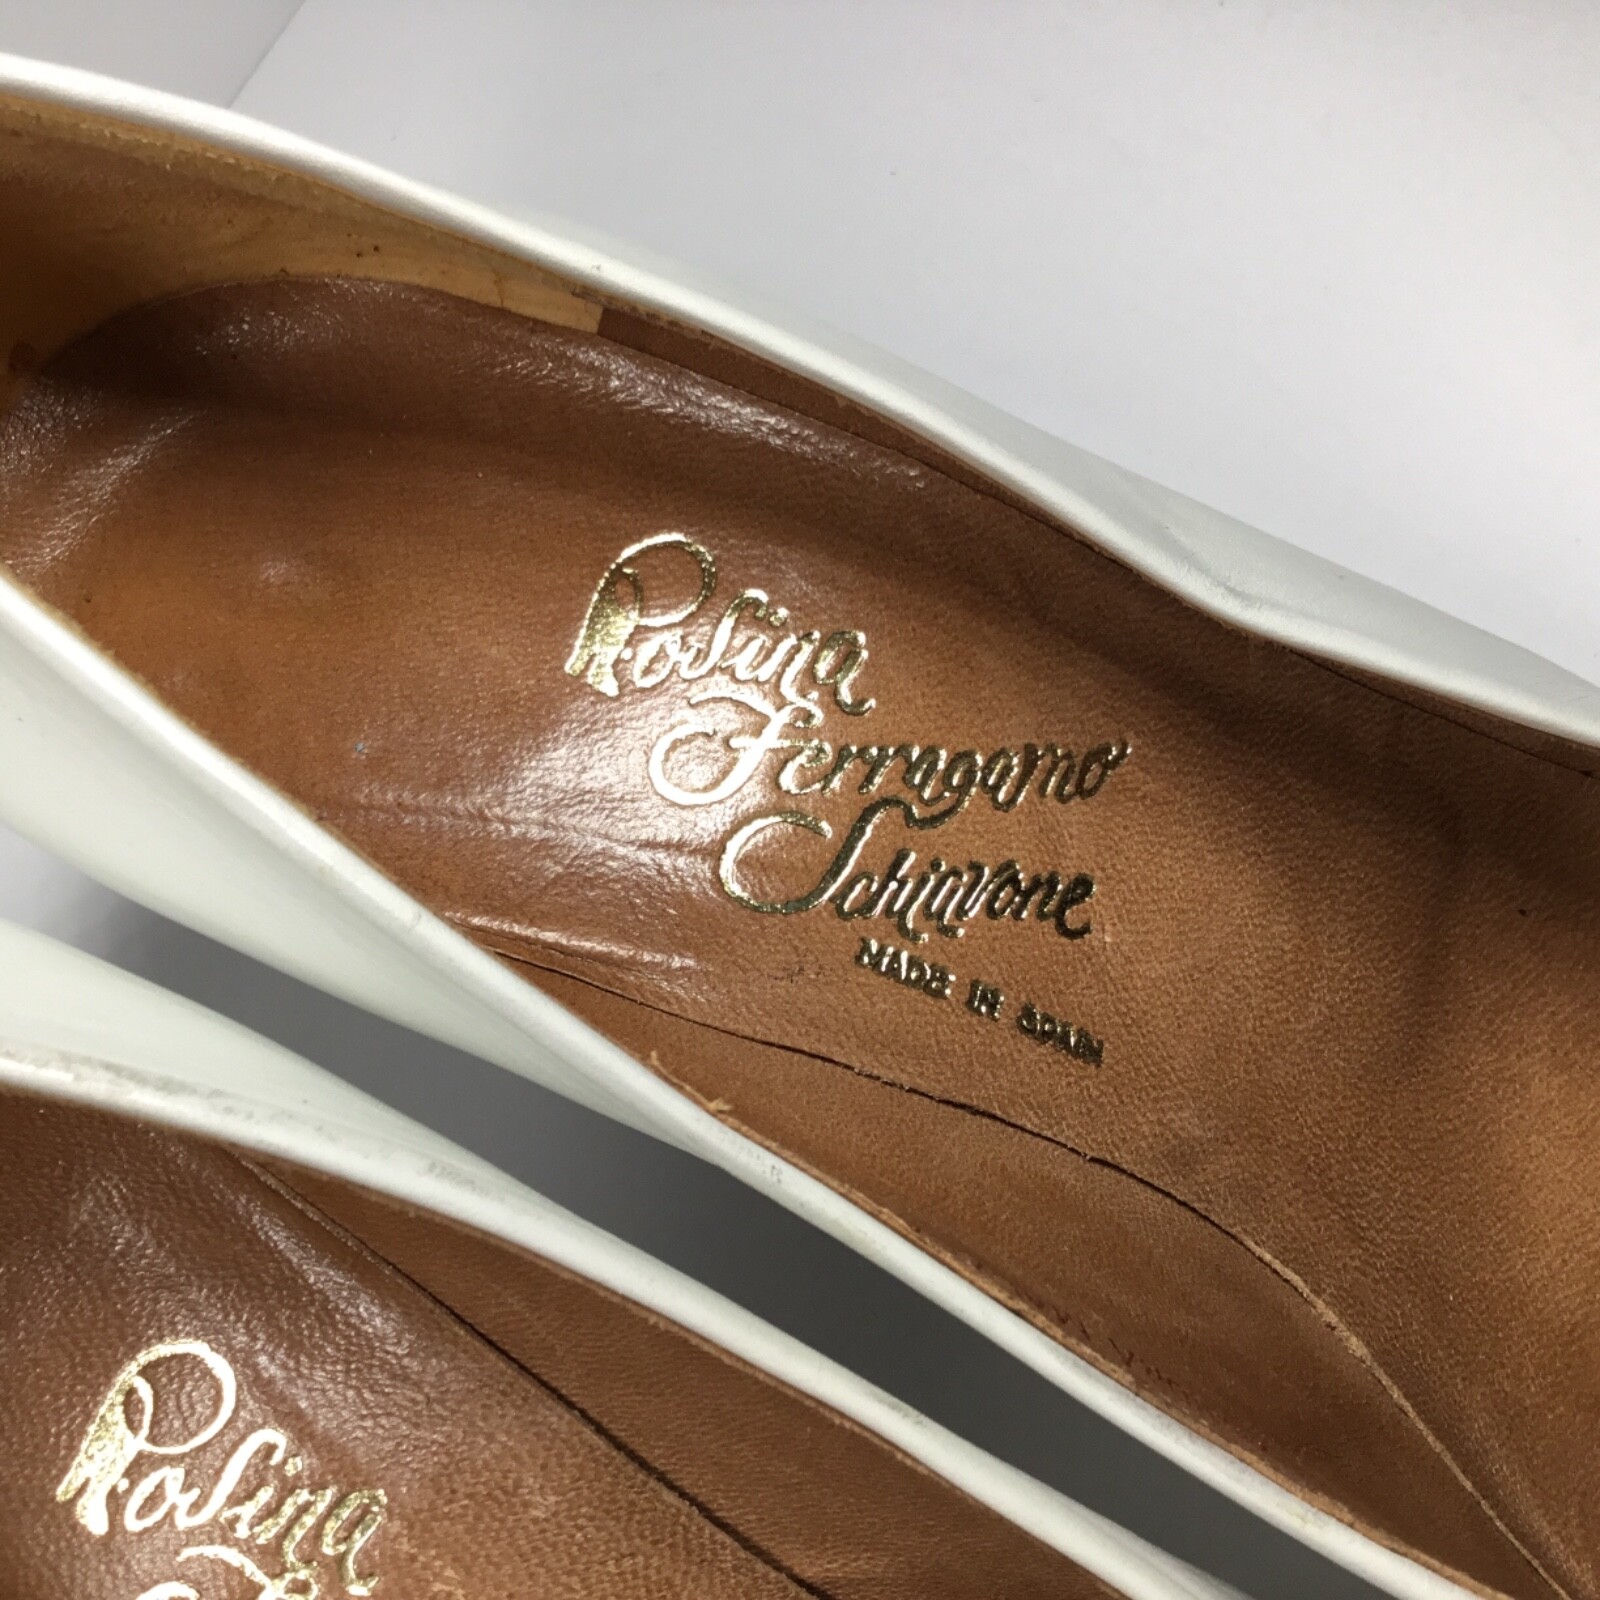 Rosina
Ferragamo
Schiavone
MADE IN SPAIN
Rosina